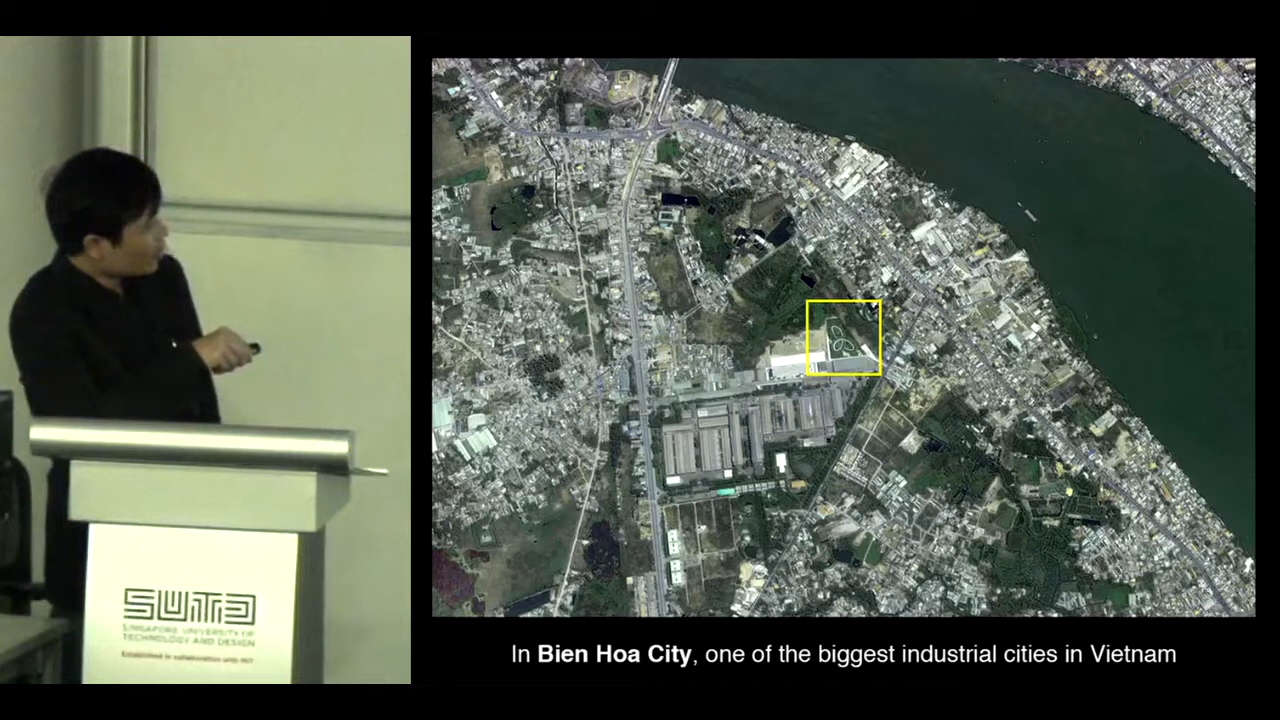 SUTD
SINGAPORE UNIVERSITY OF
TECHNOLOGY AND DESIGN
Established in collaboration with MIT
In Bien Hoa City, one of the biggest industrial cities in Vietnam